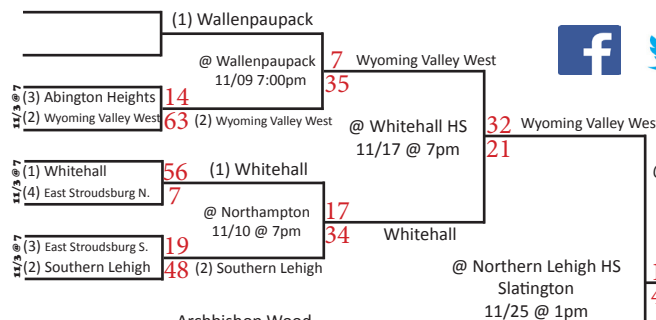 (1) Wallenpaupack
@ Wallenpaupack
11/09 7:00pm
7
35
Wyoming Valley West
11/3 @ 7
(3) Abington Heights
14
(2) Wyoming Valley West
63
(2) Wyoming Valley West
@ Whitehall HS
11/17 @ 7pm
32
21
Wyoming Valley Wes
11/3 @ 7
(1) Whitehall
56
(4) East Stroudsburg N.
7
(1) Whitehall
@ Northampton
11/10 @ 7pm
17
34
Whitehall
11/3 @ 7
(3) East Stroudsburg S.
19
(2) Southern Lehigh
48
(2) Southern Lehigh
@ Northern Lehigh HS
Slatington
11/25 @ 1pm